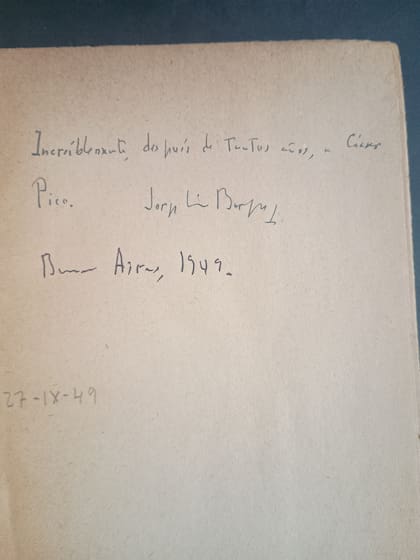 Increíblemente, después de tantos años, a César
Pico. Jorge Luis Borges
Buenos Aires, 1949.
27-IX-49